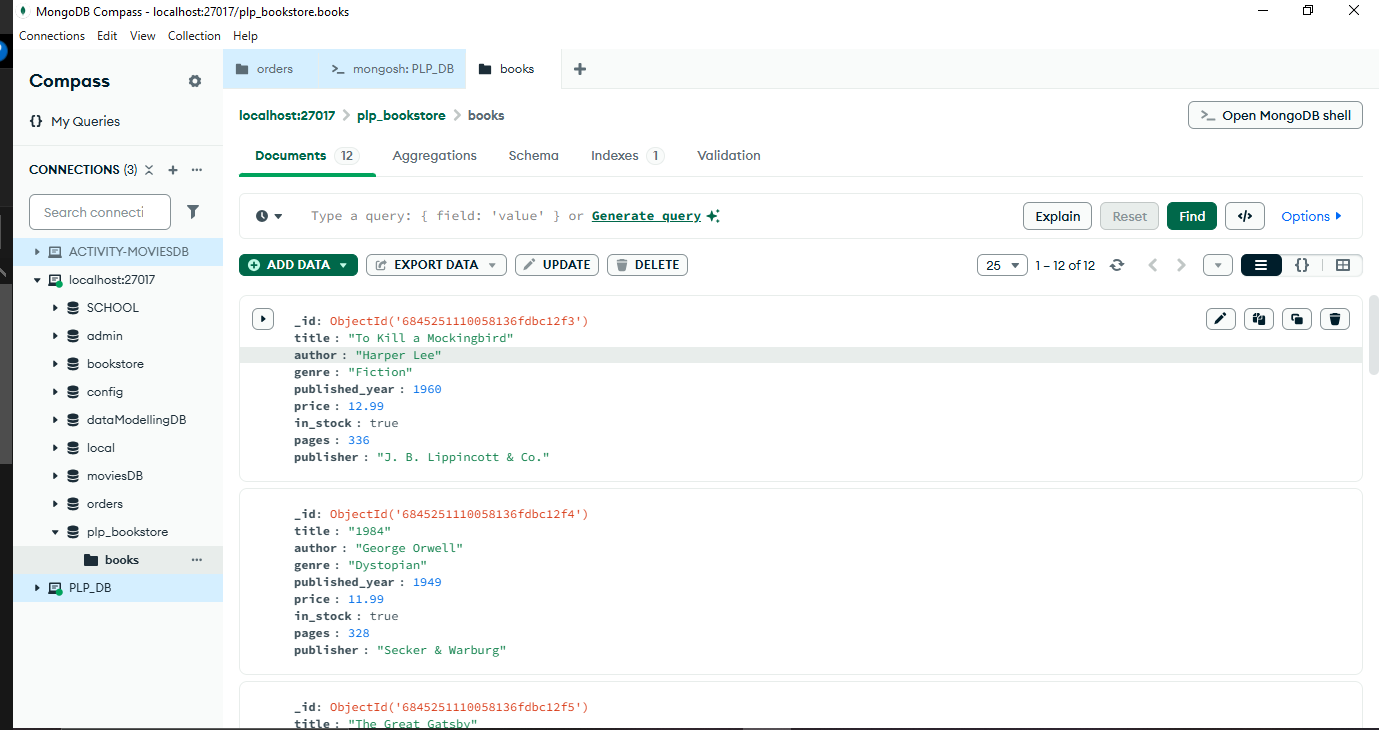 MongoDB Compass - localhost:27017/plp_bookstore.books
Connections Edit View Collection Help
Compass
{} My Queries
CONNECTIONS (3)
Search connecti
ACTIVITY-MOVIESDB
localhost:27017
SCHOOL
admin
bookstore
config
dataModellingDB
local
moviesDB
orders
plp_bookstore
books
PLP_DB
orders >_ mongosh: PLP_DB books
localhost:27017 > plp_bookstore > books
>_ Open MongoDB shell
Documents 12 Aggregations Schema Indexes 1 Validation
Type a query: { field: 'value' } or Generate query
Explain Reset Find </> Options
ADD DATA EXPORT DATA UPDATE DELETE
25 1 – 12 of 12 {}
_id: ObjectId('6845251110058136fdbc12f3')
title : "To Kill a Mockingbird"
author : "Harper Lee"
genre : "Fiction"
published_year : 1960
price : 12.99
in_stock : true
pages : 336
publisher : "J. B. Lippincott & Co."
_id: ObjectId('6845251110058136fdbc12f4')
title : "1984"
author : "George Orwell"
genre : "Dystopian"
published_year : 1949
price : 11.99
in_stock : true
pages : 328
publisher : "Secker & Warburg"
_id: ObjectId('6845251110058136fdbc12f5')
title : "The Great Gatsby"